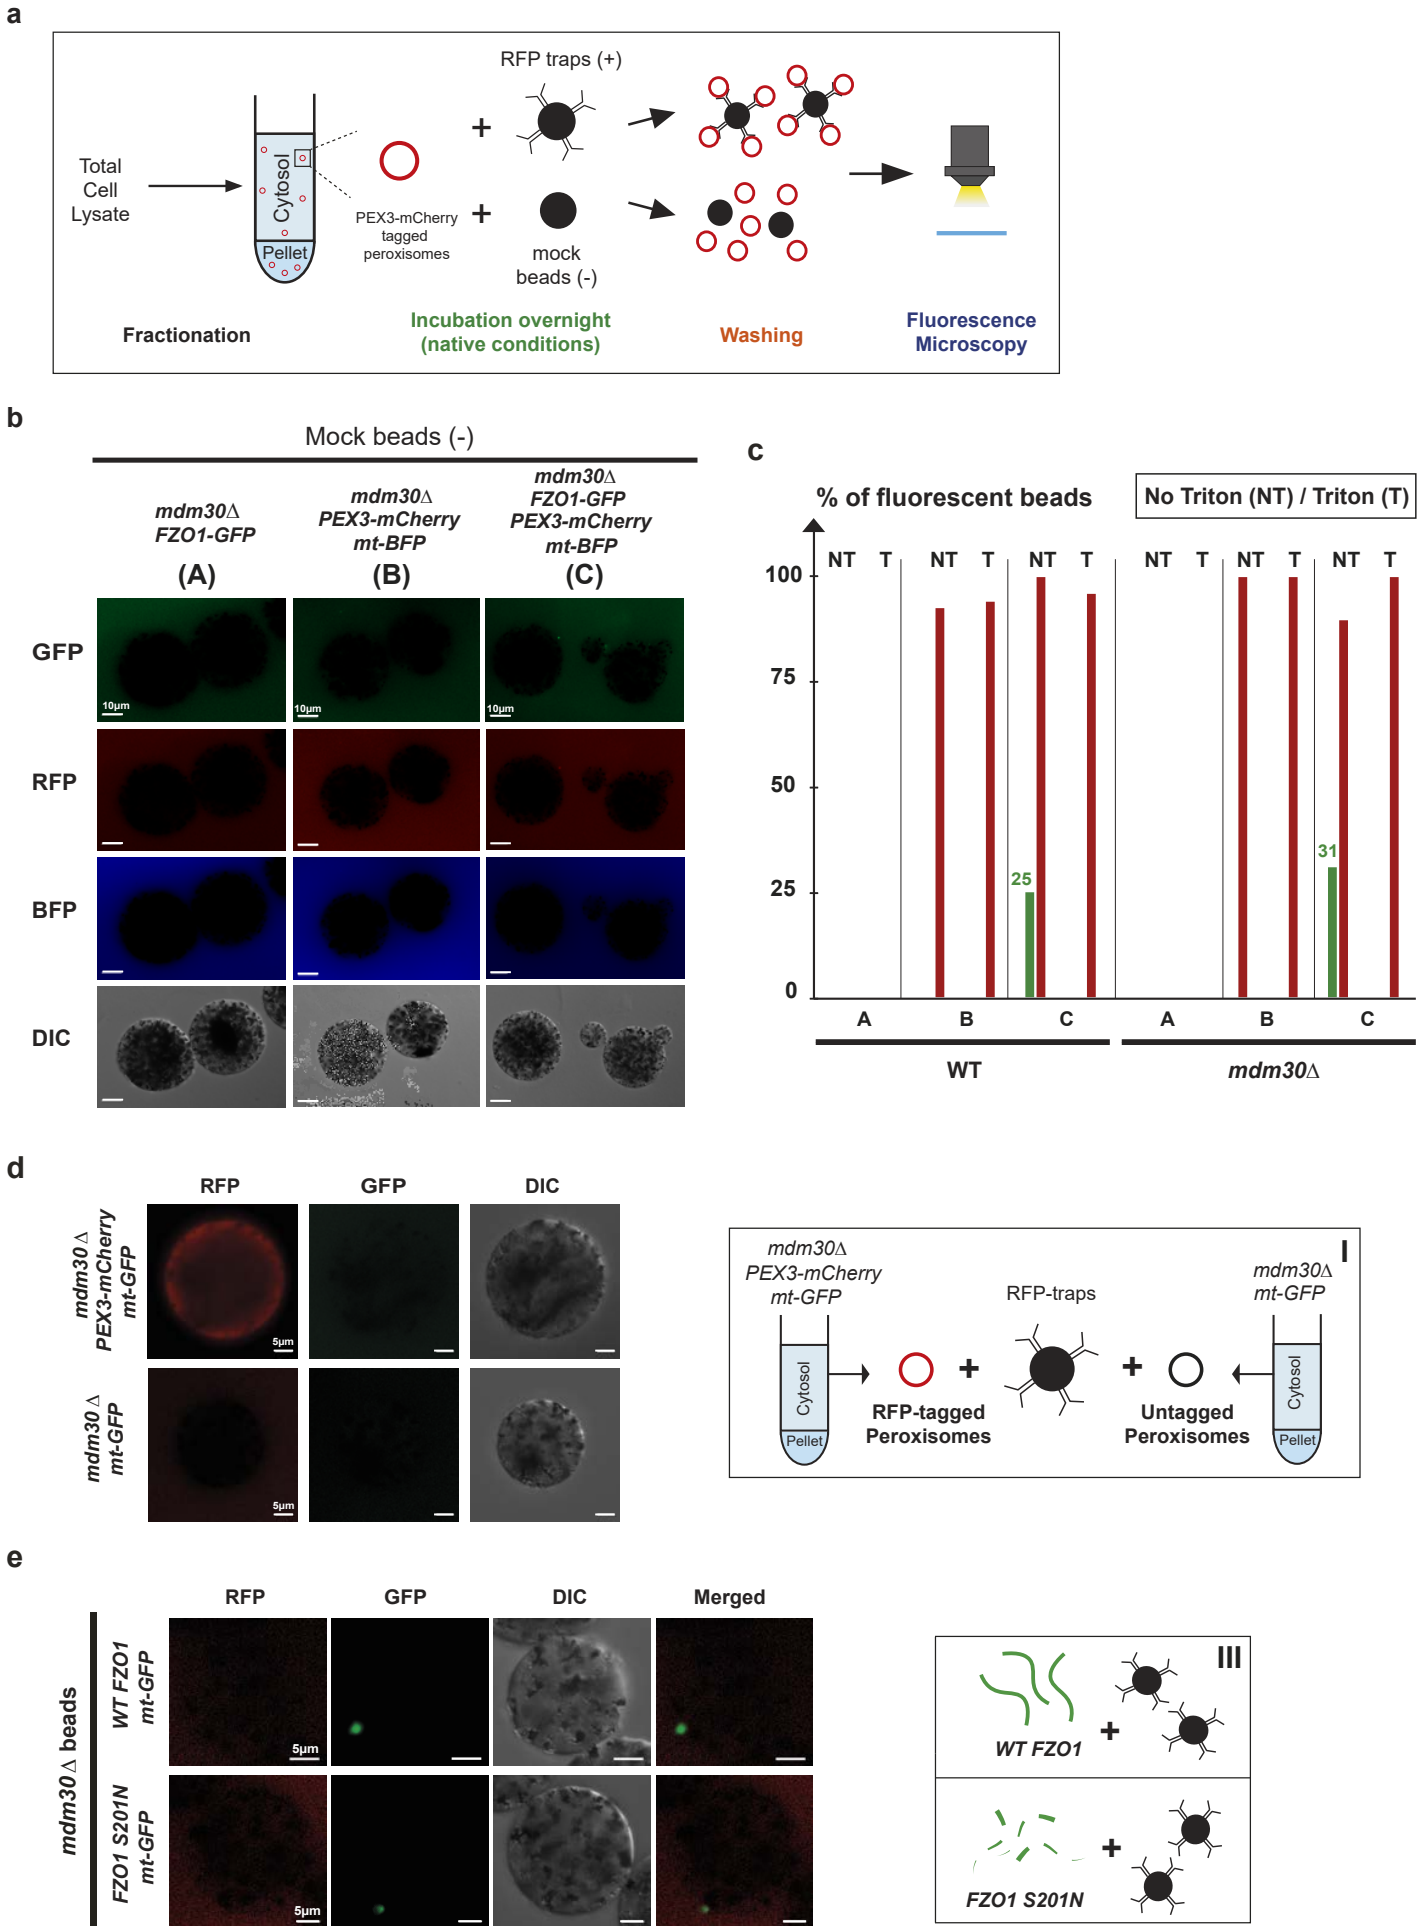 a
RFP traps (+)
Total
Cell
Lysate
Cytosol
Pellet
+
+
PEX3-mCherry
tagged
peroxisomes
mock
beads (-)
Fractionation
Incubation overnight
(native conditions)
Washing
Fluorescence
Microscopy
b
Mock beads (-)
mdm30Δ
FZO1-GFP
(A)
mdm30Δ
PEX3-mCherry
mt-BFP
(B)
mdm30Δ
FZO1-GFP
PEX3-mCherry
mt-BFP
(C)
GFP
10µm
10µm
10µm
RFP
BFP
DIC
c
% of fluorescent beads
No Triton (NT) / Triton (T)
NT T NT T NT T NT T NT T NT T
100
75
50
25
0
25
31
A B C A B C
WT mdm30Δ
d
RFP GFP DIC
mdm30Δ
PEX3-mCherry
mt-GFP
5µm
mdm30Δ
mt-GFP
5µm
I
mdm30Δ
PEX3-mCherry
mt-GFP
RFP-traps
mdm30Δ
mt-GFP
Cytosol
Pellet
+
+
Cytosol
Pellet
RFP-tagged
Peroxisomes
Untagged
Peroxisomes
e
RFP GFP DIC Merged
mdm30Δ beads
WT FZO1
mt-GFP
5µm
FZO1 S201N
mt-GFP
5µm
III
+
WT FZO1
+
FZO1 S201N